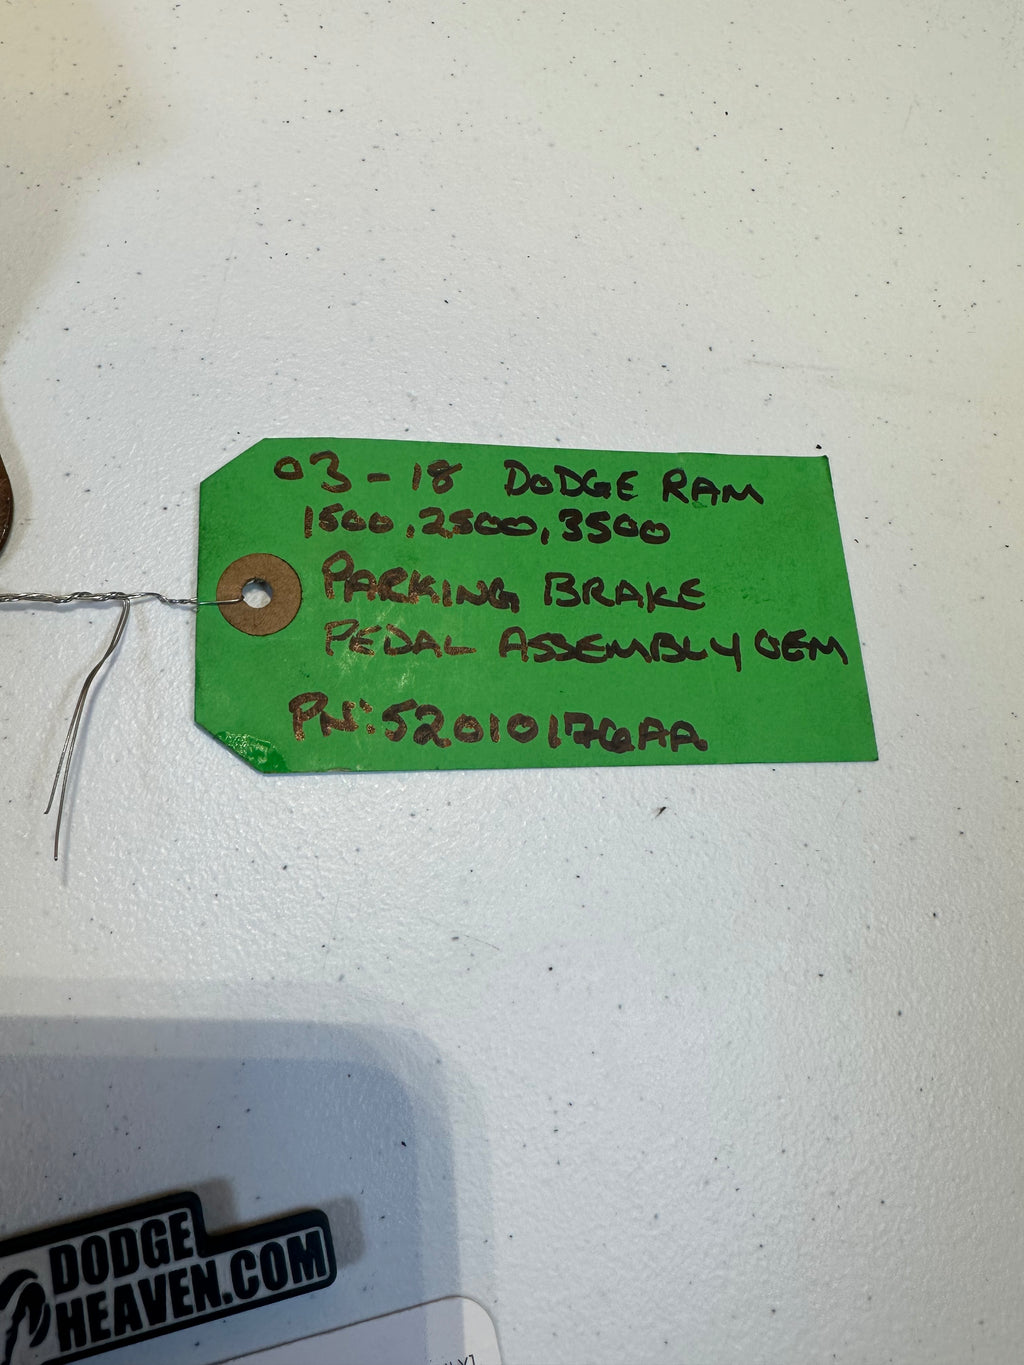 03-18 DODGE RAM
1500,2500,3500
PARKING BRAKE
PEDAL ASSEMBLY OEM
PN:52010176AA
DODGE
HEAVEN.COM